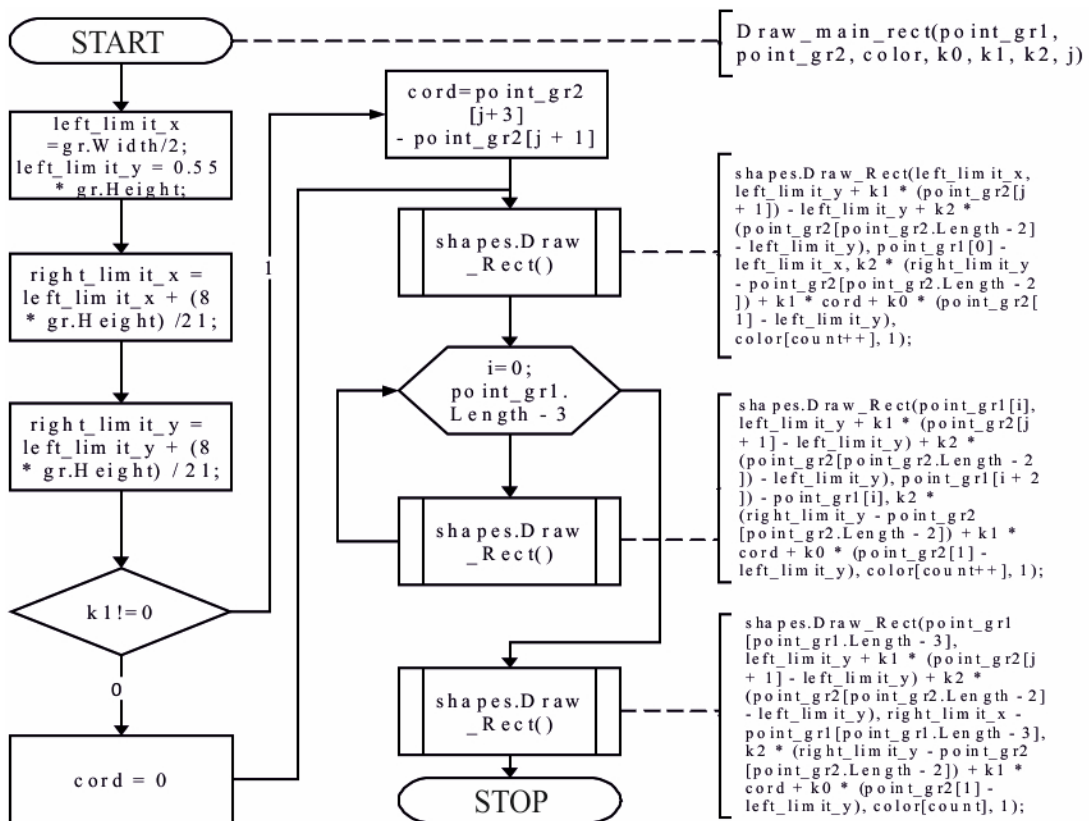 START
Draw_main_rect(point_gr1,
point_gr2, color, k0, k1, k2, j)
left_limit_x
=gr.Width/2;
left_limit_y = 0.55
* gr.Height;
right_limit_x =
left_limit_x + (8
* gr.Height) /21;
right_limit_y =
left_limit_y + (8
* gr.Height) / 21;
k1!=0
1
0
cord = 0
cord=point_gr2
[j+3]
- point_gr2[j + 1]
shapes.Draw
_Rect()
shapes.Draw_Rect(left_limit_x,
left_limit_y + k1 * (point_gr2[j
+ 1]) - left_limit_y + k2 *
(point_gr2[point_gr2.Length - 2]
- left_limit_y), point_gr1[0] -
left_limit_x, k2 * (right_limit_y
- point_gr2[point_gr2.Length - 2
]) + k1 * cord + k0 * (point_gr2[
1] - left_limit_y),
color[count++], 1);
i=0;
point_gr1.
Length - 3
shapes.Draw
_Rect()
shapes.Draw_Rect(point_gr1[i],
left_limit_y + k1 * (point_gr2[j
+ 1] - left_limit_y) + k2 *
(point_gr2[point_gr2.Length - 2
]) - left_limit_y), point_gr1[i + 2
]) - point_gr1[i], k2 *
(right_limit_y - point_gr2
[point_gr2.Length - 2]) + k1 *
cord + k0 * (point_gr2[1] -
left_limit_y), color[count++], 1);
shapes.Draw
_Rect()
shapes.Draw_Rect(point_gr1
[point_gr1.Length - 3],
left_limit_y + k1 * (point_gr2[j
+ 1] - left_limit_y) + k2 *
(point_gr2[point_gr2.Length - 2]
- left_limit_y), right_limit_x -
point_gr1[point_gr1.Length - 3],
k2 * (right_limit_y - point_gr2
[point_gr2.Length - 2]) + k1 *
cord + k0 * (point_gr2[1] -
left_limit_y), color[count], 1);
STOP